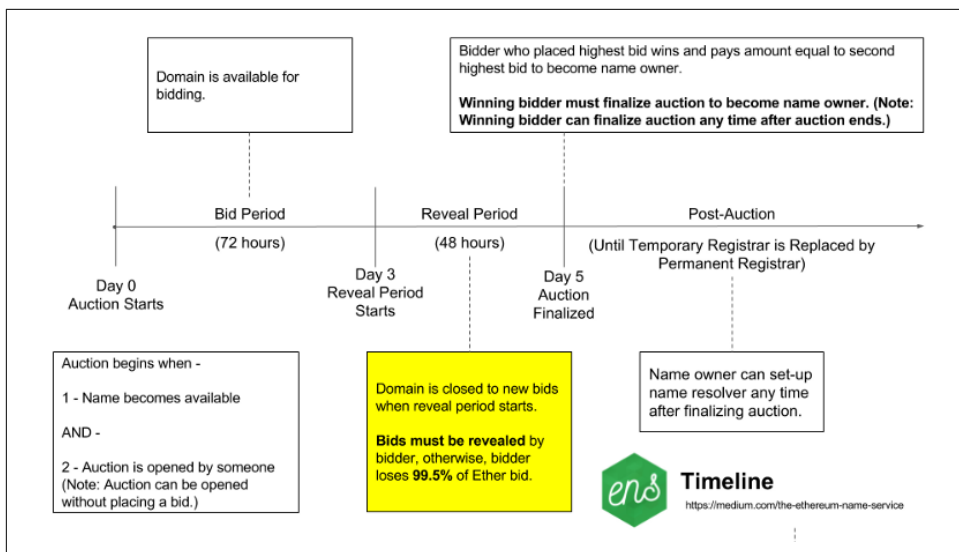 Domain is available for
bidding.
Bidder who placed highest bid wins and pays amount equal to second
highest bid to become name owner.
Winning bidder must finalize auction to become name owner. (Note:
Winning bidder can finalize auction any time after auction ends.)
Bid Period
(72 hours)
Reveal Period
(48 hours)
Post-Auction
(Until Temporary Registrar is Replaced by
Permanent Registrar)
Day 0
Auction Starts
Day 3
Reveal Period
Starts
Day 5
Auction
Finalized
Auction begins when -
1 - Name becomes available
AND -
2 - Auction is opened by someone
(Note: Auction can be opened
without placing a bid.)
Domain is closed to new bids
when reveal period starts.
Bids must be revealed by
bidder, otherwise, bidder
loses 99.5% of Ether bid.
Name owner can set-up
name resolver any time
after finalizing auction.
ens
Timeline
https://medium.com/the-ethereum-name-service